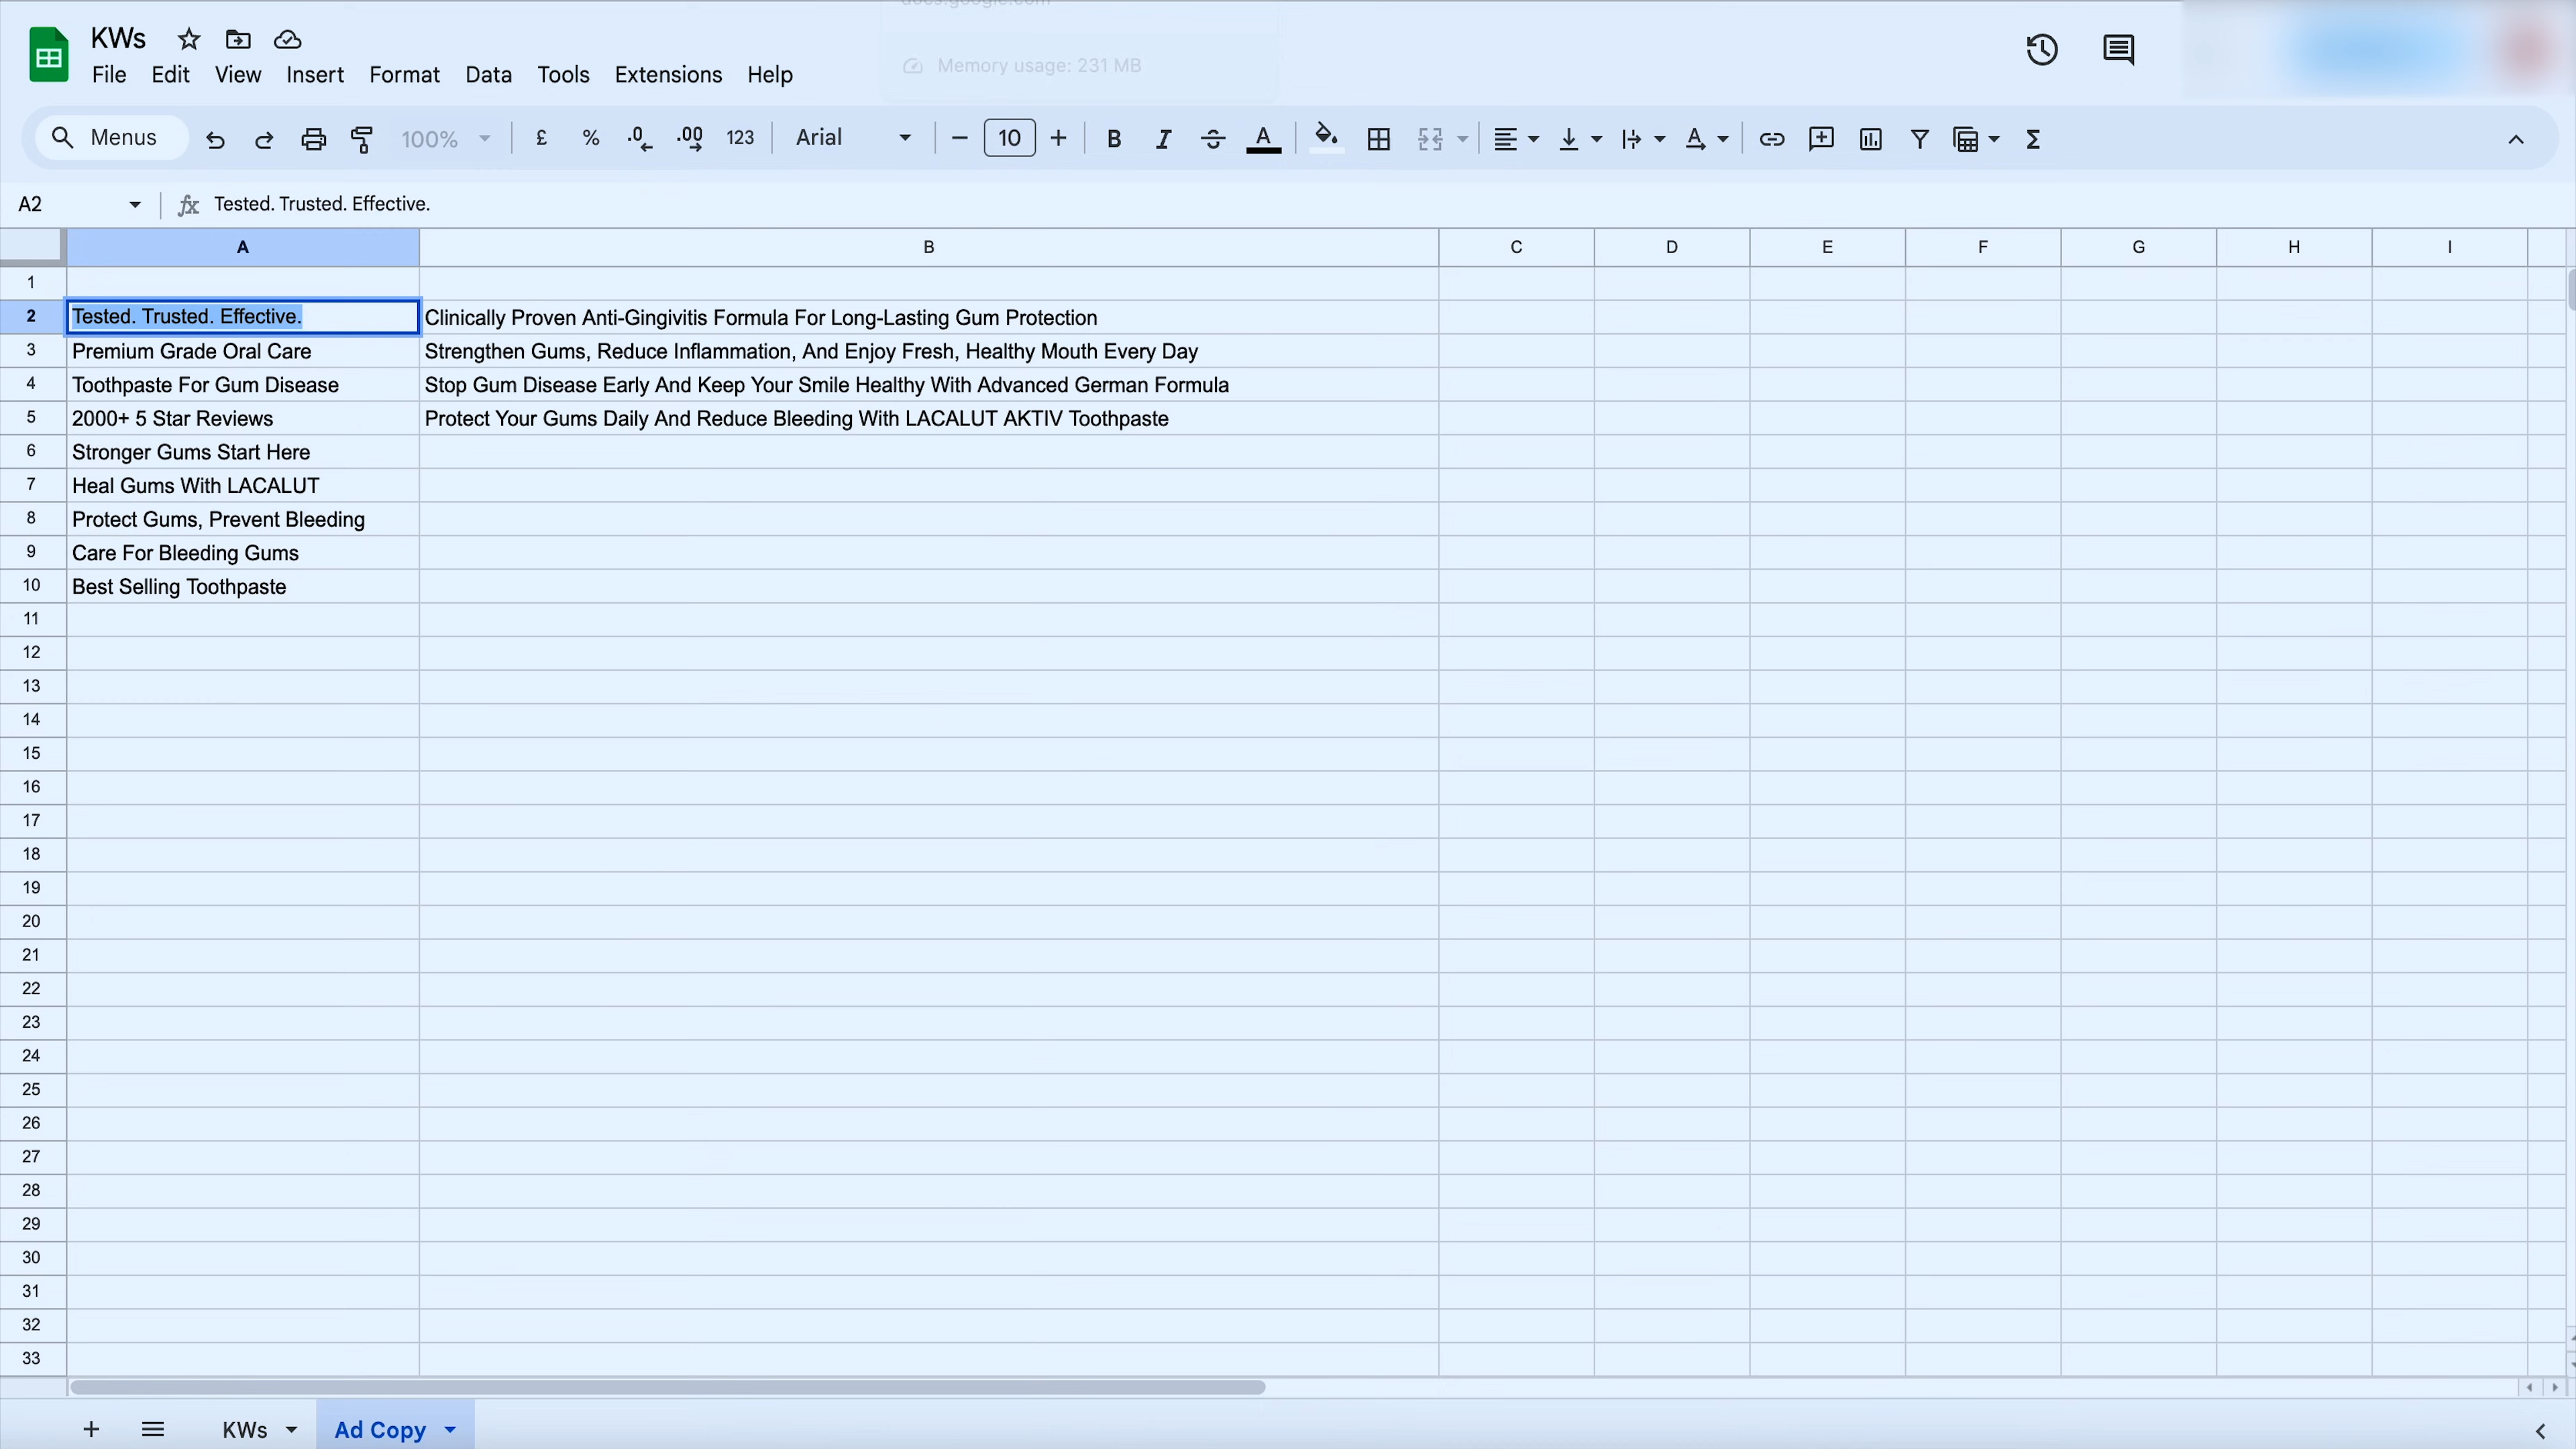 KWs
File Edit View Insert Format Data Tools Extensions Help
Memory usage: 231 MB
Menus 100% £ % .0 .00 123 Arial 10 B I S A
A2 fx Tested. Trusted. Effective.
A B C D E F G H I
1
2 Tested. Trusted. Effective. Clinically Proven Anti-Gingivitis Formula For Long-Lasting Gum Protection
3 Premium Grade Oral Care Strengthen Gums, Reduce Inflammation, And Enjoy Fresh, Healthy Mouth Every Day
4 Toothpaste For Gum Disease Stop Gum Disease Early And Keep Your Smile Healthy With Advanced German Formula
5 2000+ 5 Star Reviews Protect Your Gums Daily And Reduce Bleeding With LACALUT AKTIV Toothpaste
6 Stronger Gums Start Here
7 Heal Gums With LACALUT
8 Protect Gums, Prevent Bleeding
9 Care For Bleeding Gums
10 Best Selling Toothpaste
11
12
13
14
15
16
17
18
19
20
21
22
23
24
25
26
27
28
29
30
31
32
33
KWs Ad Copy